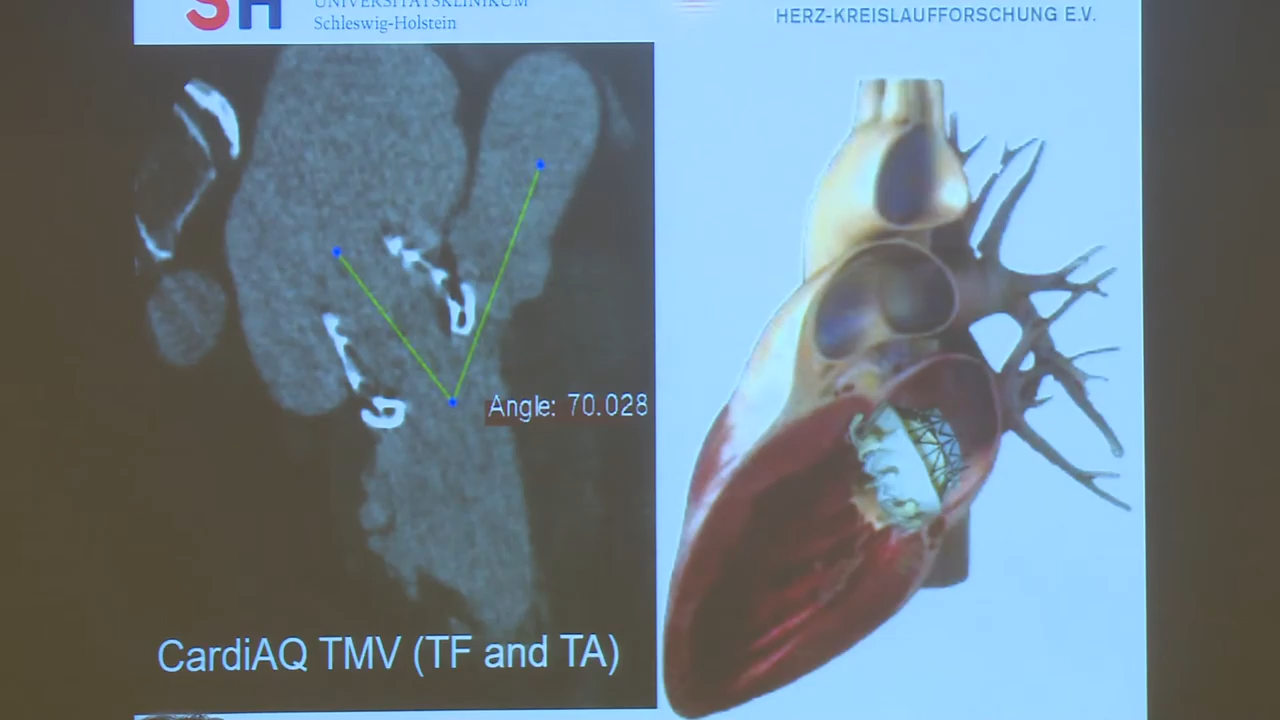 SH
UNIVERSITÄTSKLINIKUM
Schleswig-Holstein
HERZ-KREISLAUFFORSCHUNG E.V.
Angle: 70.028
CardiAQ TMV (TF and TA)